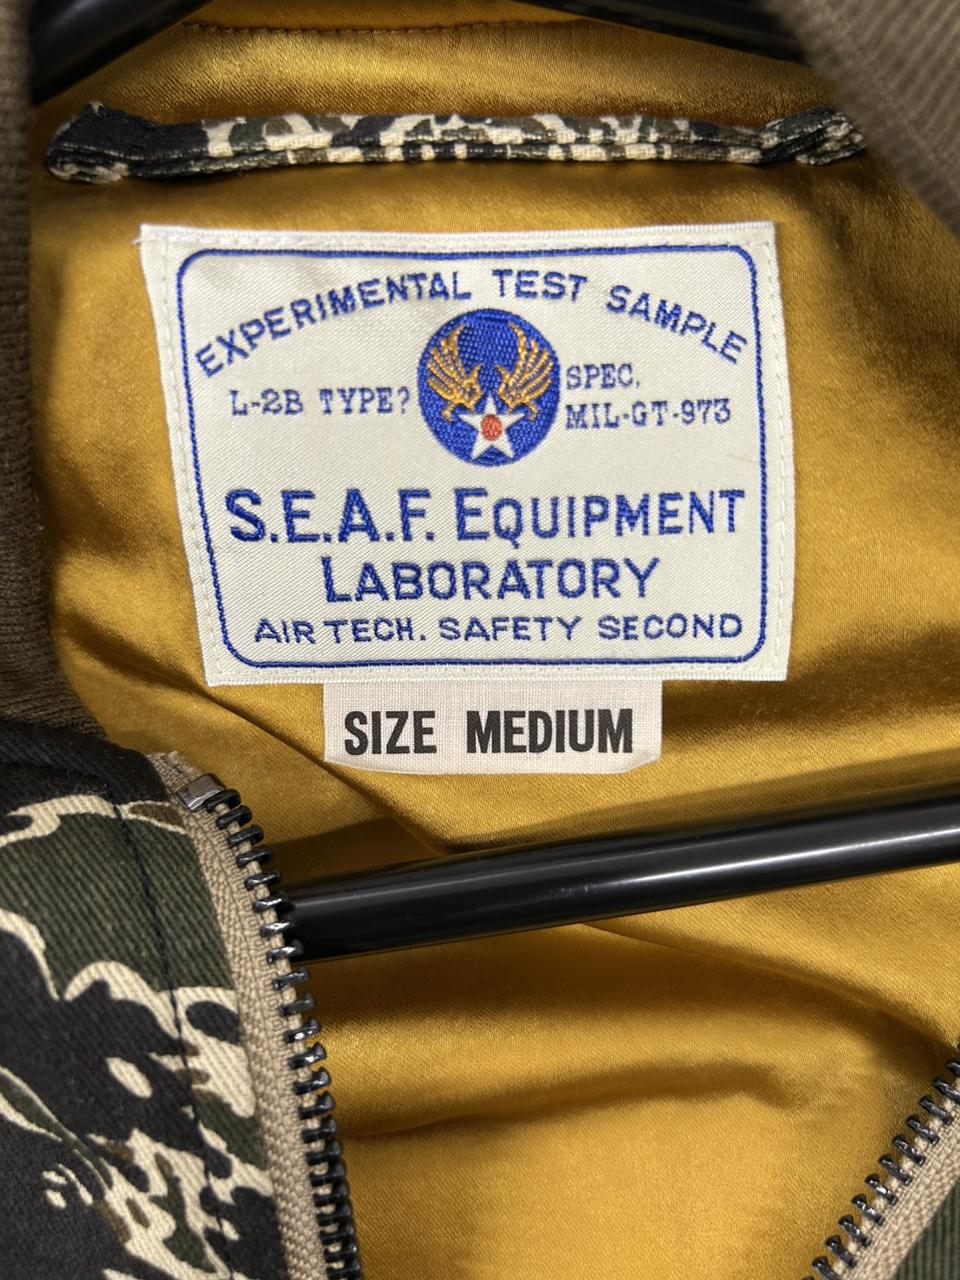 EXPERIMENTAL TEST SAMPLE
L-2B TYPE?
SPEC.
MIL-GT-973
S.E.A.F. EQUIPMENT
LABORATORY
AIR TECH. SAFETY SECOND
SIZE MEDIUM